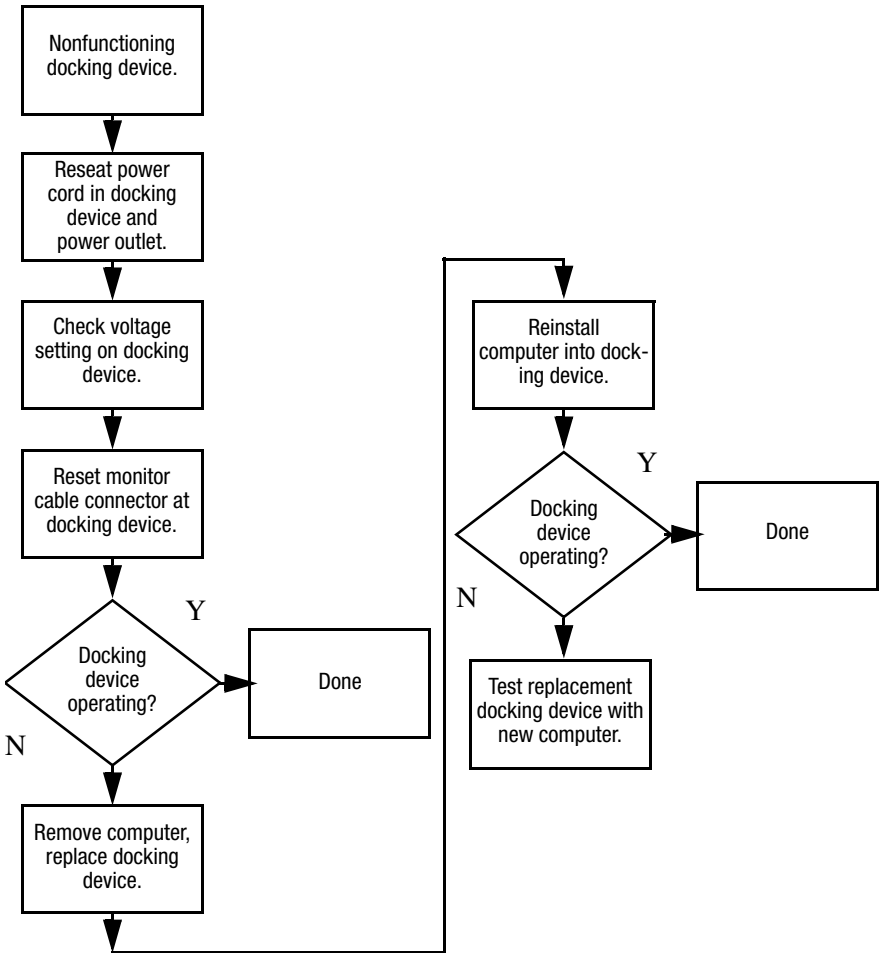 Nonfunctioning
docking device.
Reseat power
cord in docking
device and
power outlet.
Check voltage
setting on docking
device.
Reset monitor
cable connector at
docking device.
Y
Docking
device
operating?
Done
N
Remove computer,
replace docking
device.
Reinstall
computer into dock-
ing device.
Y
Docking
device
operating?
Done
N
Test replacement
docking device with
new computer.